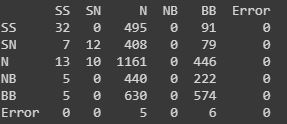 SS SN N NB BB Error
SS 32 0 495 0 91 0
SN 7 12 408 0 79 0
N 13 10 1161 0 446 0
NB 5 0 440 0 222 0
BB 5 0 630 0 574 0
Error 0 0 5 0 6 0